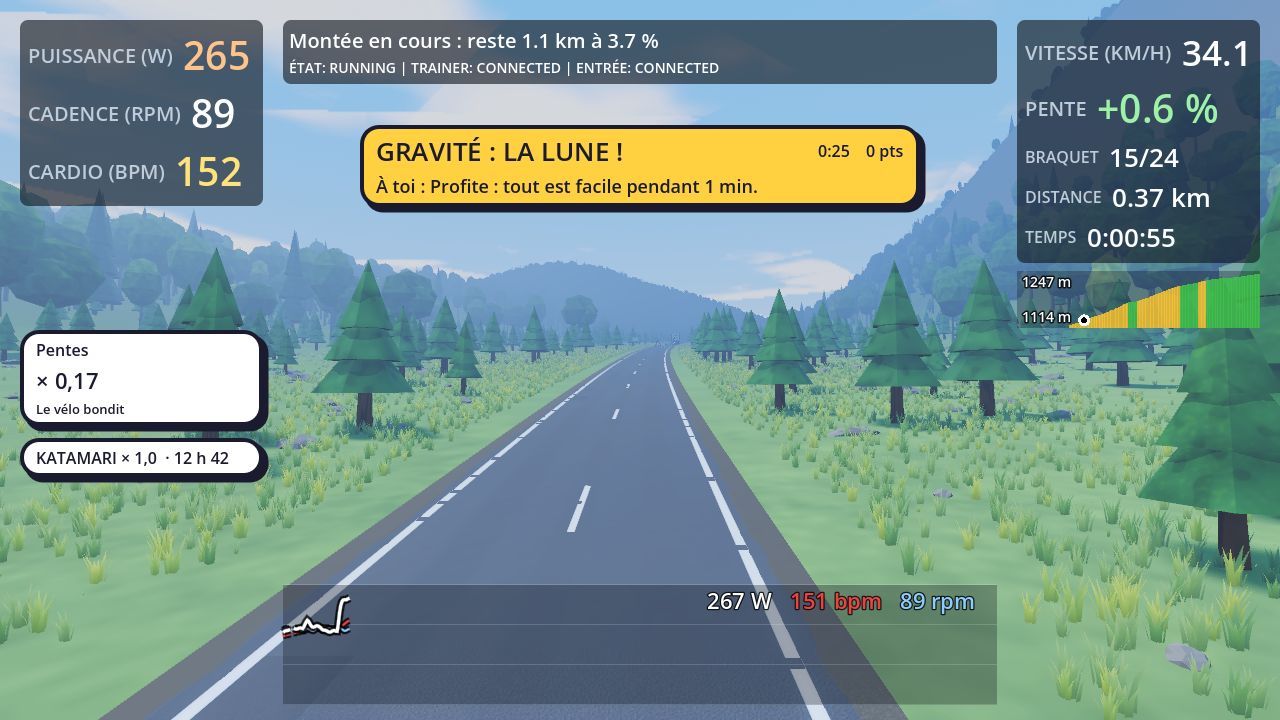 PUISSANCE (W) 265
CADENCE (RPM) 89
CARDIO (BPM) 152
Montée en cours : reste 1.1 km à 3.7 %
ÉTAT: RUNNING | TRAINER: CONNECTED | ENTRÉE: CONNECTED
GRAVITÉ : LA LUNE ! 0:25 0 pts
À toi : Profite : tout est facile pendant 1 min.
VITESSE (KM/H) 34.1
PENTE +0.6 %
BRAQUET 15/24
DISTANCE 0.37 km
TEMPS 0:00:55
1247 m
1114 m
Pentes
× 0,17
Le vélo bondit
KATAMARI × 1,0 · 12 h 42
267 W 151 bpm 89 rpm